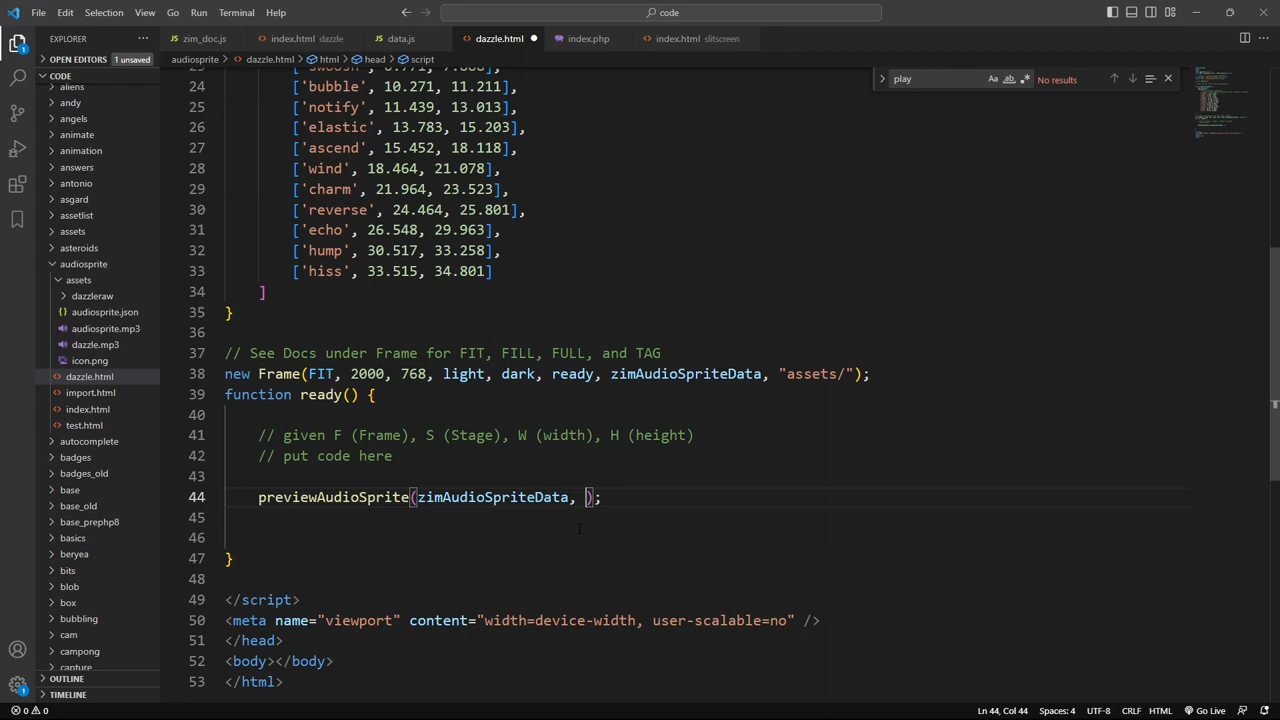 File Edit Selection View Go Run Terminal Help
code
EXPLORER
zim_doc.js
index.html dazzle
data.js
dazzle.html
index.php
index.html slitscreen
OPEN EDITORS 1 unsaved
audiosprite > dazzle.html > html > head > script
CODE
aliens
andy
angels
animate
animation
answers
antonio
asgard
assetlist
assets
asteroids
audiosprite
assets
dazzleraw
audiosprite.json
audiosprite.mp3
dazzle.mp3
icon.png
dazzle.html
import.html
index.html
test.html
autocomplete
badges
badges_old
base
base_old
base_prephp8
basics
beryea
bits
blob
box
bubbling
cam
campong
capture
OUTLINE
TIMELINE
play
Aa ab No results
23 ['swoosh', 6.771, 7.888],
24 ['bubble', 10.271, 11.211],
25 ['notify', 11.439, 13.013],
26 ['elastic', 13.783, 15.203],
27 ['ascend', 15.452, 18.118],
28 ['wind', 18.464, 21.078],
29 ['charm', 21.964, 23.523],
30 ['reverse', 24.464, 25.801],
31 ['echo', 26.548, 29.963],
32 ['hump', 30.517, 33.258],
33 ['hiss', 33.515, 34.801]
34 ]
35 }
36
37 // See Docs under Frame for FIT, FILL, FULL, and TAG
38 new Frame(FIT, 2000, 768, light, dark, ready, zimAudioSpriteData, "assets/");
39 function ready() {
40
41 // given F (Frame), S (Stage), W (width), H (height)
42 // put code here
43
44 previewAudioSprite(zimAudioSpriteData, );
45
46
47 }
48
49 </script>
50 <meta name="viewport" content="width=device-width, user-scalable=no" />
51 </head>
52 <body></body>
53 </html>
0 0
Ln 44, Col 44 Spaces: 4 UTF-8 CRLF HTML Go Live